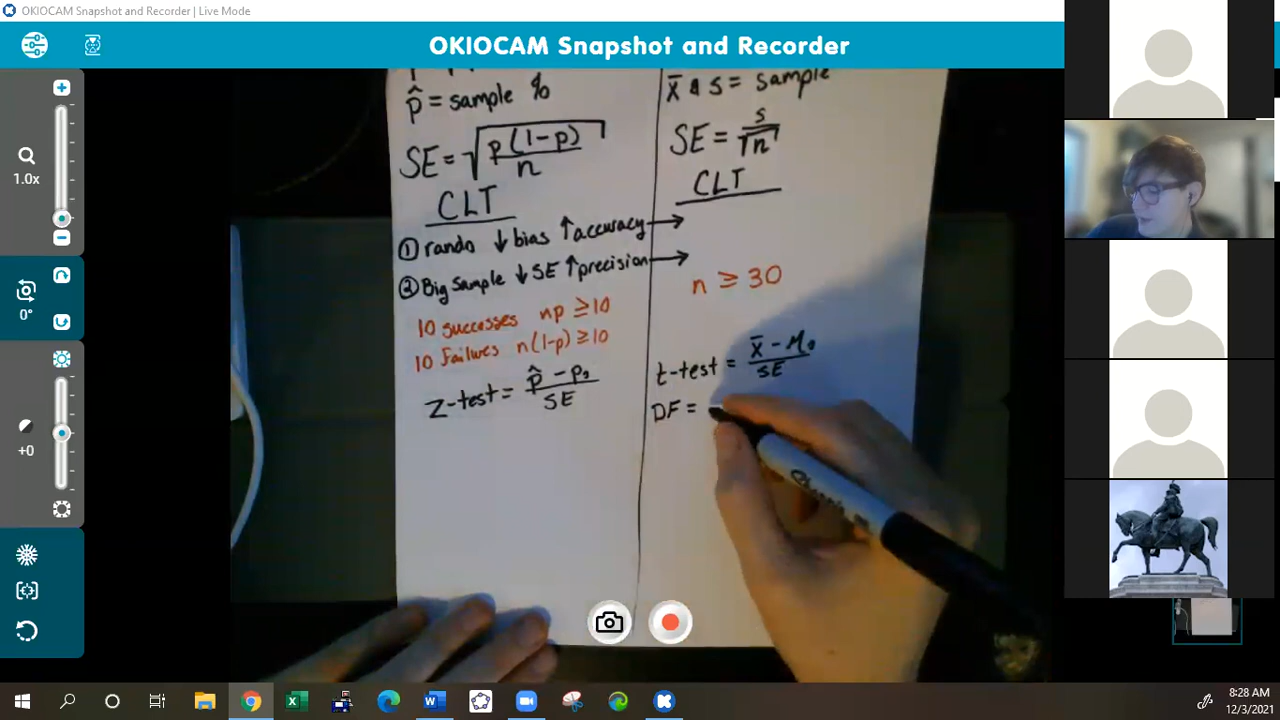 OKIOCAM Snapshot and Recorder | Live Mode
OKIOCAM Snapshot and Recorder
1.0x
0°
+0
p̂ = sample %
SE = √(p(1-p)/n)
CLT
① rando ↓ bias ↑ accuracy →
② Big Sample ↓ SE ↑ precision →
10 successes np ≥ 10
10 failures n(1-p) ≥ 10
Z-test = (p̂ - p₀)/SE
x̄ & s = sample
SE = s/√n
CLT
n ≥ 30
t-test = (x̄ - μ₀)/SE
DF =
8:28 AM
12/3/2021